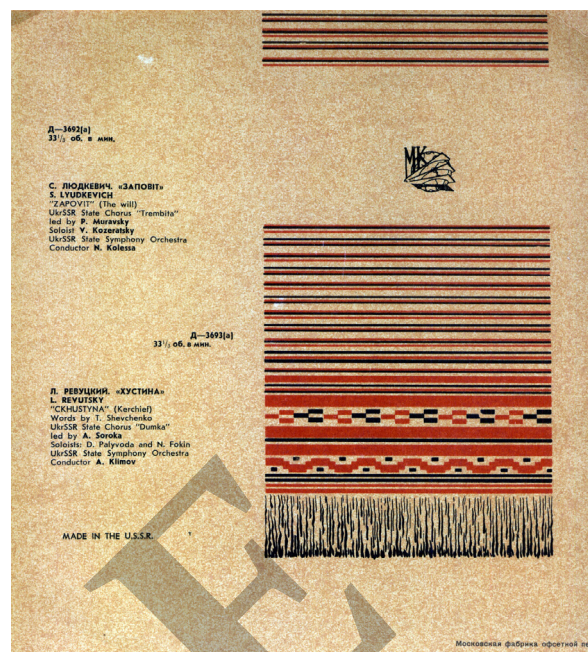 Д—3692(а)
33¹/₃ об. в мин.
МК
С. ЛЮДКЕВИЧ. «ЗАПОВІТ»
S. LYUDKEVICH
"ZAPOVIT" (The will)
UkrSSR State Chorus "Trembita"
led by P. Muravsky
Soloist V. Kozeratsky
UkrSSR State Symphony Orchestra
Conductor N. Kolessa
Д—3693(а)
33¹/₃ об. в мин.
Л. РЕВУЦКИЙ. «ХУСТИНА»
L. REVUTSKY
"CKHUSTYNA" (Kerchief)
Words by T. Shevchenko
UkrSSR State Chorus "Dumka"
led by A. Soroka
Soloists: D. Palyvoda and N. Fokin
UkrSSR State Symphony Orchestra
Conductor A. Klimov
MADE IN THE U.S.S.R.
Московская фабрика офсетной